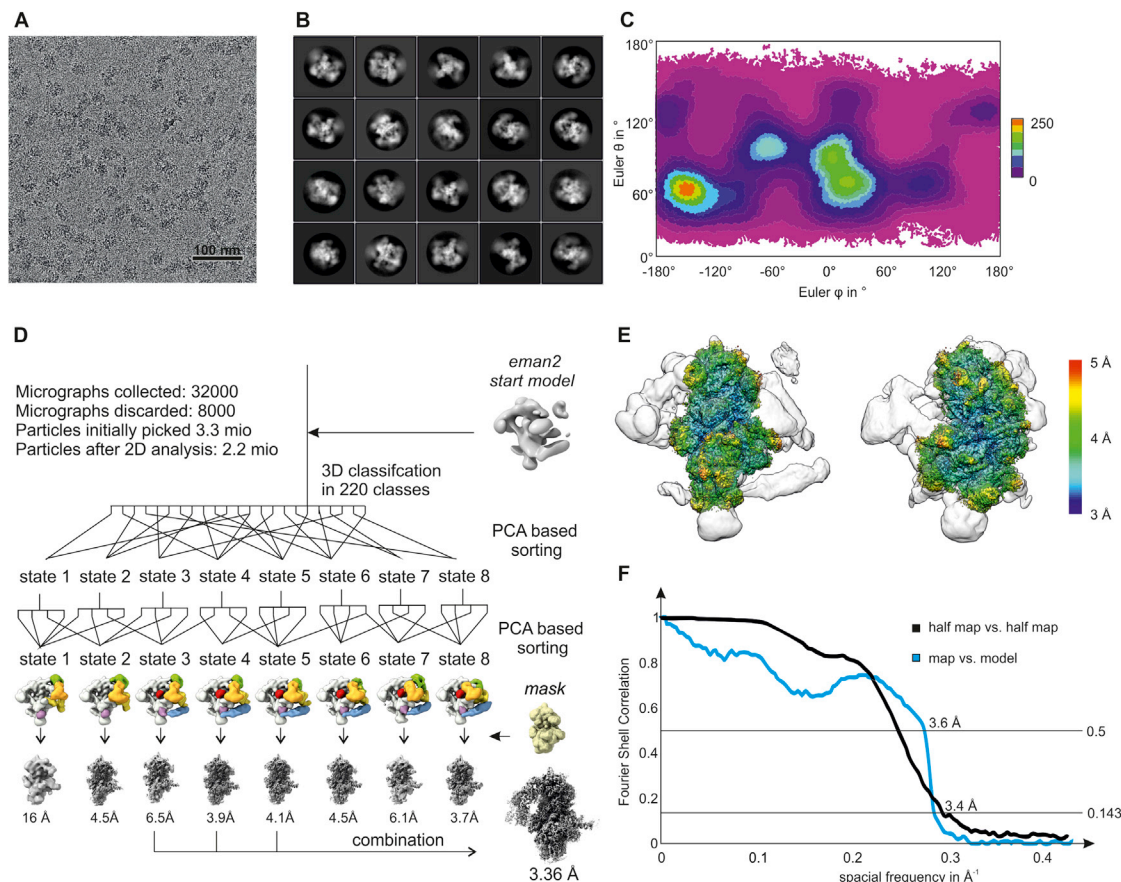 A
100 nm
B
C
180°
120°
60°
0°
Euler θ in °
-180°
-120°
-60°
0°
60°
120°
180°
Euler φ in °
250
0
D
Micrographs collected: 32000
Micrographs discarded: 8000
Particles initially picked 3.3 mio
Particles after 2D analysis: 2.2 mio
eman2
start model
3D classifcation
in 220 classes
PCA based
sorting
state 1 state 2 state 3 state 4 state 5 state 6 state 7 state 8
PCA based
sorting
state 1 state 2 state 3 state 4 state 5 state 6 state 7 state 8
mask
16 Å 4.5Å 6.5Å 3.9Å 4.1Å 4.5Å 6.1Å 3.7Å
combination
3.36 Å
E
5 Å
4 Å
3 Å
F
1
0.8
0.6
0.4
0.2
0
Fourier Shell Correlation
half map vs. half map
map vs. model
3.6 Å
0.5
3.4 Å
0.143
0 0.1 0.2 0.3 0.4
spacial frequency in Å⁻¹